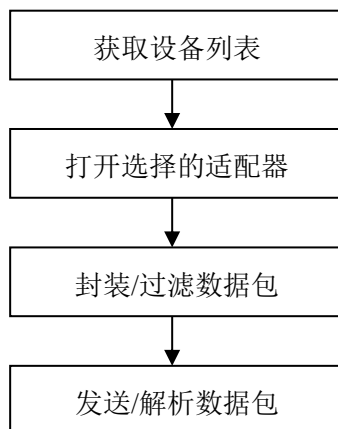 获取设备列表
打开选择的适配器
封装/过滤数据包
发送/解析数据包